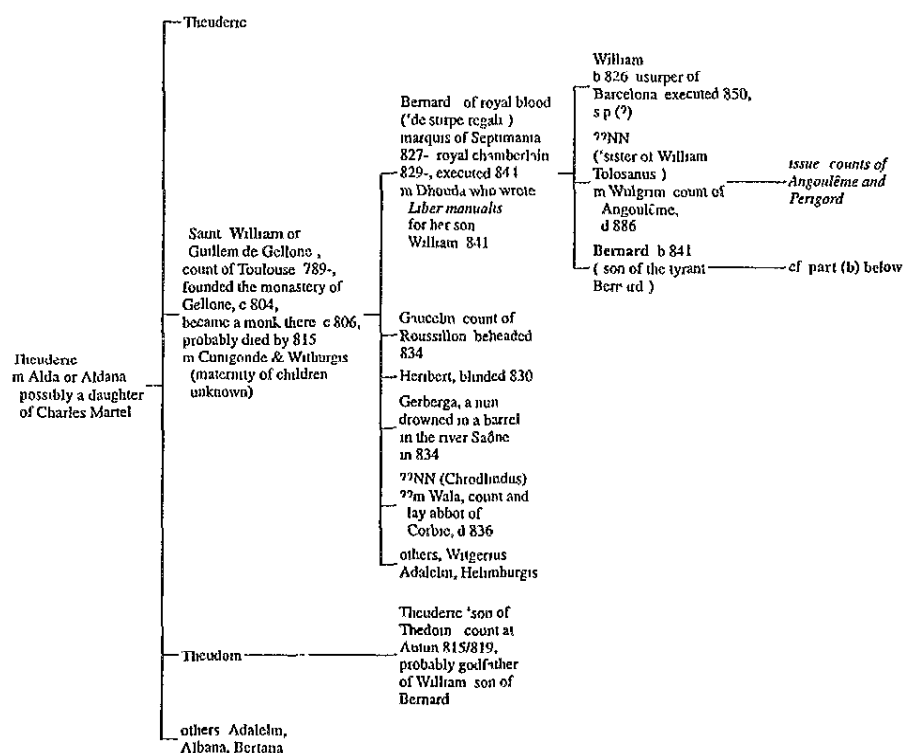 Theuderic
Theuderic
m Alda or Aldana
possibly a daughter
of Charles Martel
Saint William or
Guillem de Gellone ,
count of Toulouse 789-,
founded the monastery of
Gellone, c 804,
became a monk there c 806,
probably died by 815
m Cunigonde & Witburgis
(maternity of children
unknown)
Bernard of royal blood
('de stirpe regali )
marquis of Septimania
827- royal chamberlain
829-, executed 844
m Dhouda who wrote
Liber manualis
for her son
William 841
William
b 826 usurper of
Barcelona executed 850,
s p (?)
??NN
('sister of William
Tolosanus )
m Wulgrim count of
Angoulême,
d 886
issue counts of
Angoulême and
Perigord
Bernard b 841
( son of the tyrant
Bernard )
cf part (b) below
Gaucelm count of
Roussillon beheaded
834
Heribert, blinded 830
Gerberga, a nun
drowned in a barrel
in the river Saône
in 834
??NN (Chrodlindus)
??m Wala, count and
lay abbot of
Corbie, d 836
others, Witgerius
Adalelm, Helimburgis
Theudoin
Theuderic 'son of
Thedoin count at
Autun 815/819,
probably godfather
of William son of
Bernard
others Adalelm,
Albana, Bertana